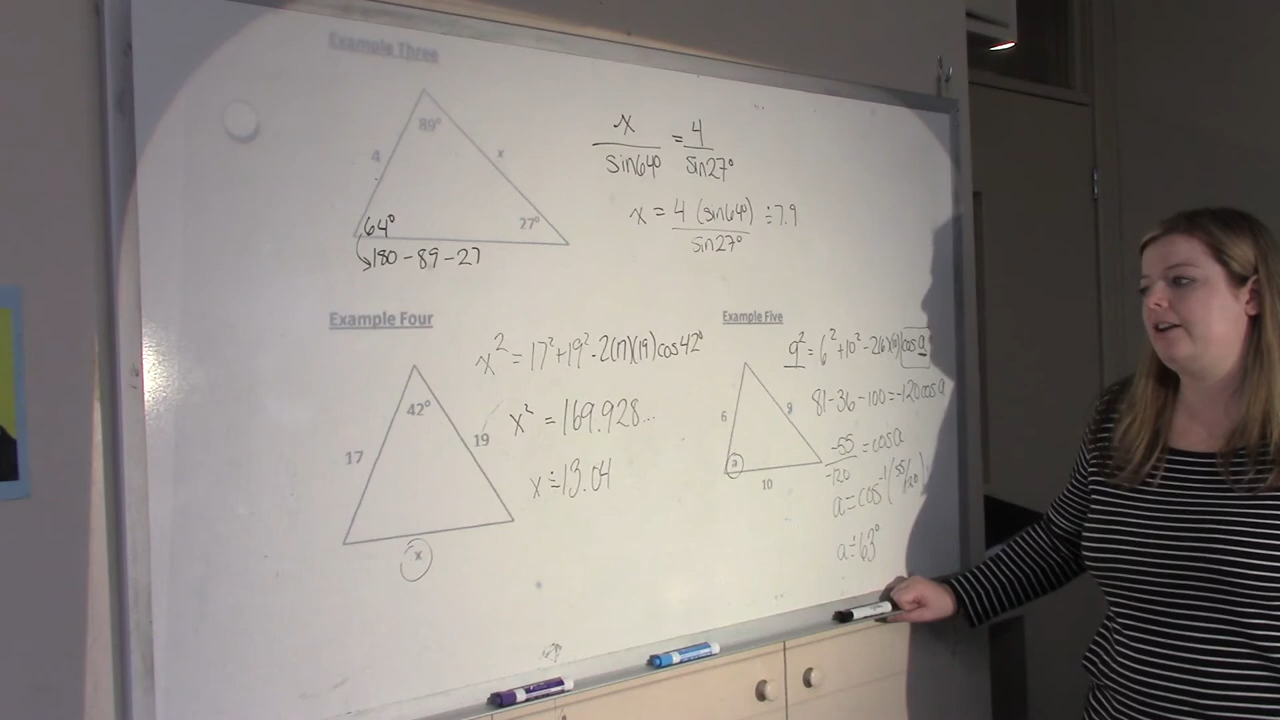 Example Three
89°
4
x
64°
27°
180 - 89 - 27
x / sin64° = 4 / sin27°
x = 4 (sin64°) / sin27° ≑ 7.9
Example Four
42°
17
19
x
x² = 17² + 19² - 2(17)(19)cos42°
x² = 169.928...
x ≑ 13.04
Example Five
6
9
a
10
9² = 6² + 10² - 2(6)(10)cos a
81 - 36 - 100 = -120cos a
-55 / -120 = cos a
a = cos⁻¹(55/120)
a ≑ 63°